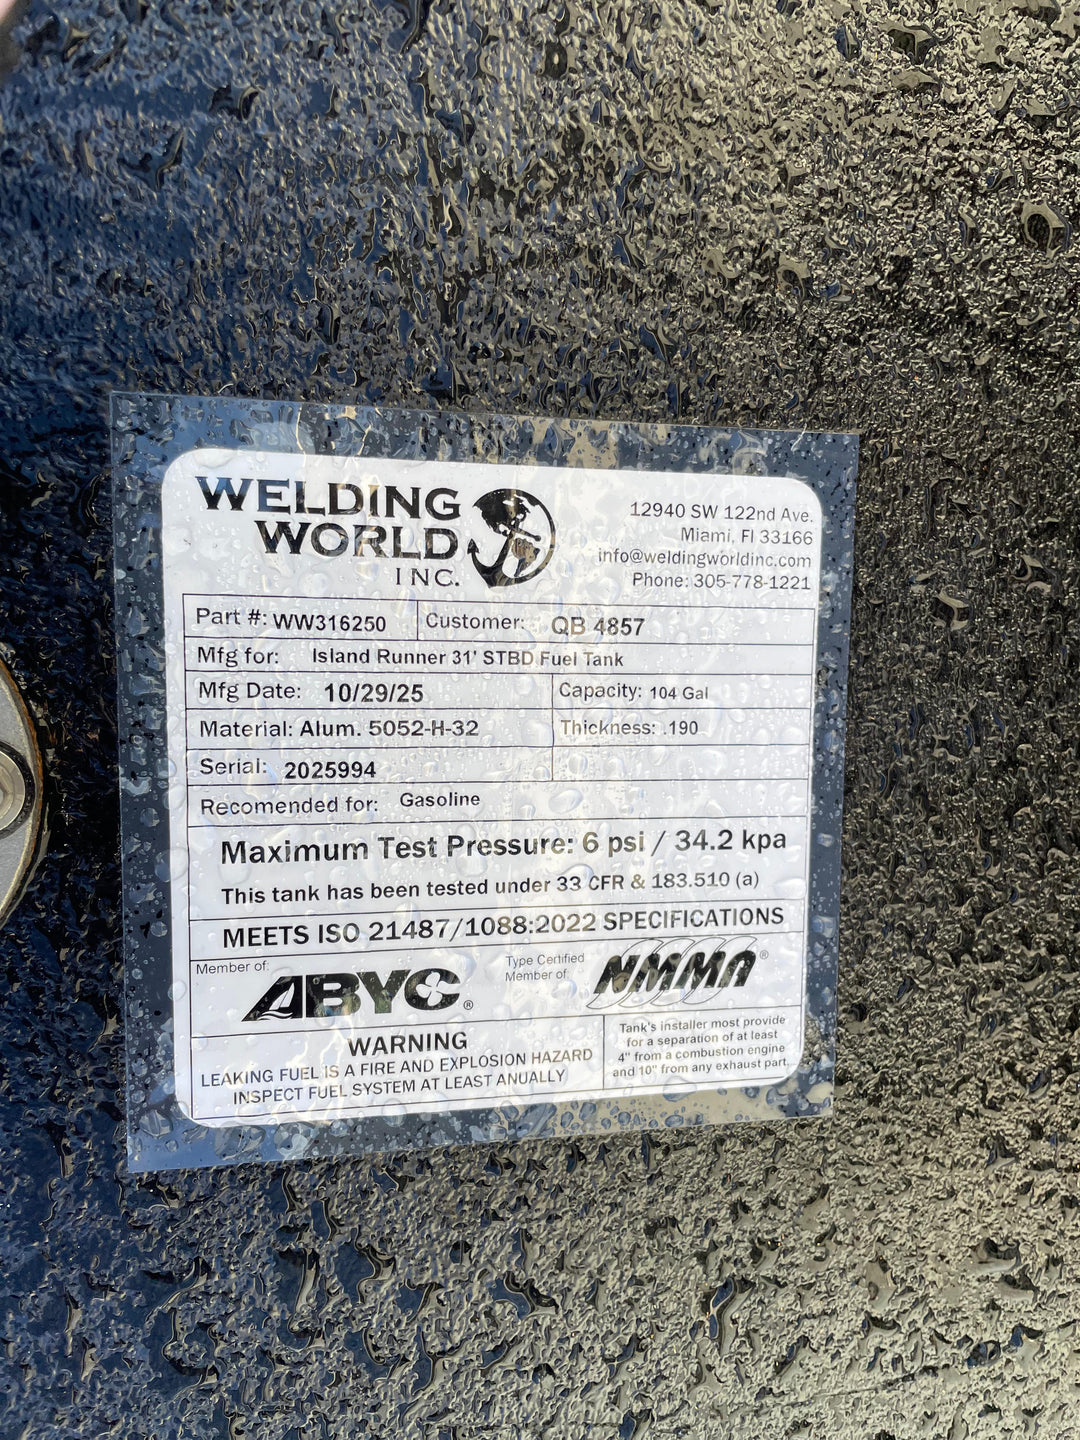 WELDING
WORLD
INC.
12940 SW 122nd Ave.
Miami, Fl 33166
info@weldingworldinc.com
Phone: 305-778-1221
Part #: WW316250 Customer: QB 4857
Mfg for: Island Runner 31' STBD Fuel Tank
Mfg Date: 10/29/25 Capacity: 104 Gal
Material: Alum. 5052-H-32 Thickness: .190
Serial: 2025994
Recomended for: Gasoline
Maximum Test Pressure: 6 psi / 34.2 kpa
This tank has been tested under 33 CFR & 183.510 (a)
MEETS ISO 21487/1088:2022 SPECIFICATIONS
Member of:
ABYC®
Type Certified
Member of:
NMMA®
WARNING
LEAKING FUEL IS A FIRE AND EXPLOSION HAZARD
INSPECT FUEL SYSTEM AT LEAST ANUALLY
Tank's installer most provide
for a separation of at least
4" from a combustion engine
and 10" from any exhaust part.